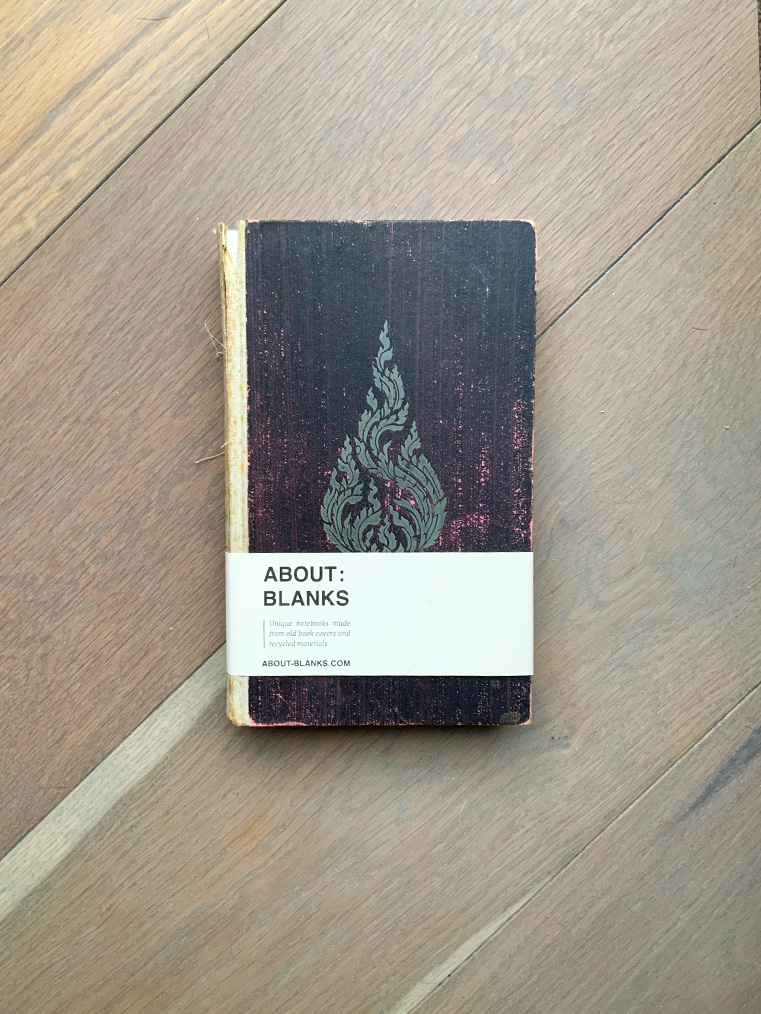 ABOUT:
BLANKS
Unique notebooks made
from old book covers and
recycled materials.
ABOUT-BLANKS.COM